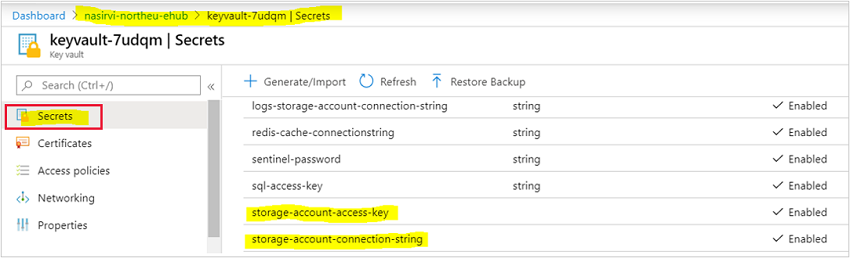 Dashboard > nasirvi-northeu-ehub > keyvault-7udqm | Secrets
keyvault-7udqm | Secrets
Key vault
Search (Ctrl+/)
«
Generate/Import Refresh Restore Backup
Secrets
Certificates
Access policies
Networking
Properties
logs-storage-account-connection-string string ✓ Enabled
redis-cache-connectionstring string ✓ Enabled
sentinel-password string ✓ Enabled
sql-access-key string ✓ Enabled
storage-account-access-key ✓ Enabled
storage-account-connection-string ✓ Enabled